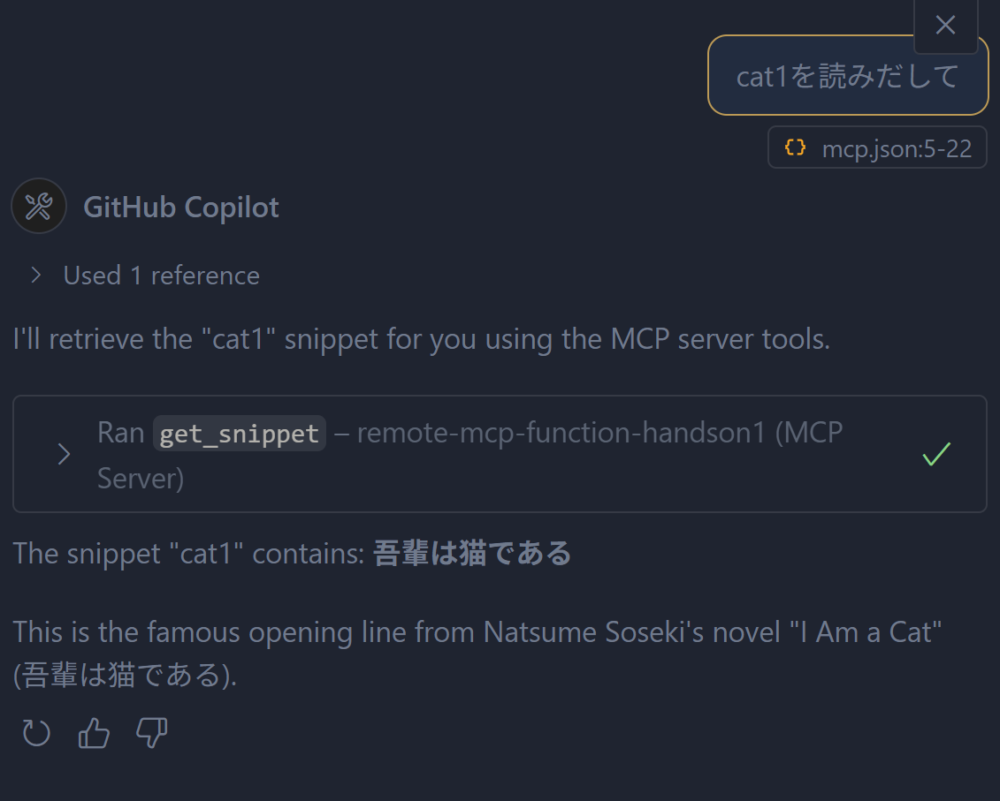 cat1を読みだして
mcp.json:5-22
GitHub Copilot
Used 1 reference
I'll retrieve the "cat1" snippet for you using the MCP server tools.
Ran get_snippet – remote-mcp-function-handson1 (MCP
Server)
The snippet "cat1" contains: 吾輩は猫である
This is the famous opening line from Natsume Soseki's novel "I Am a Cat"
(吾輩は猫である).